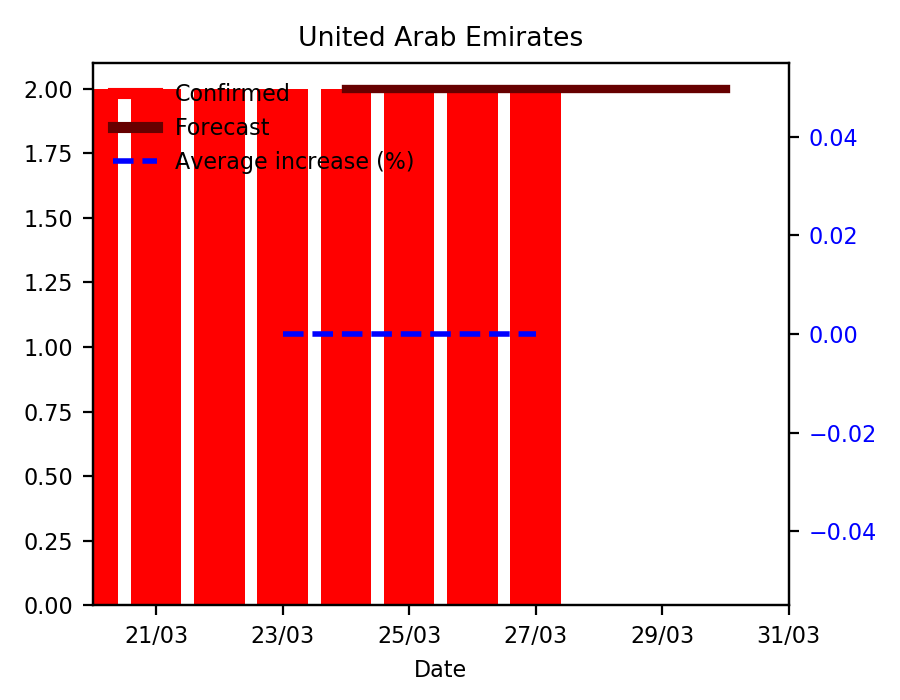 United Arab Emirates
2.00
1.75
1.50
1.25
1.00
0.75
0.50
0.25
0.00
Confirmed
Forecast
Average increase (%)
0.04
0.02
0.00
−0.02
−0.04
21/03 23/03 25/03 27/03 29/03 31/03
Date